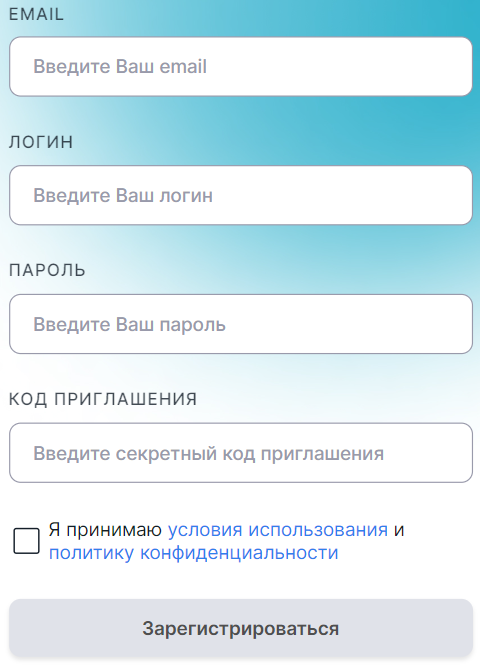 EMAIL
Введите Ваш email
ЛОГИН
Введите Ваш логин
ПАРОЛЬ
Введите Ваш пароль
КОД ПРИГЛАШЕНИЯ
Введите секретный код приглашения
Я принимаю условия использования и
политику конфиденциальности
Зарегистрироваться